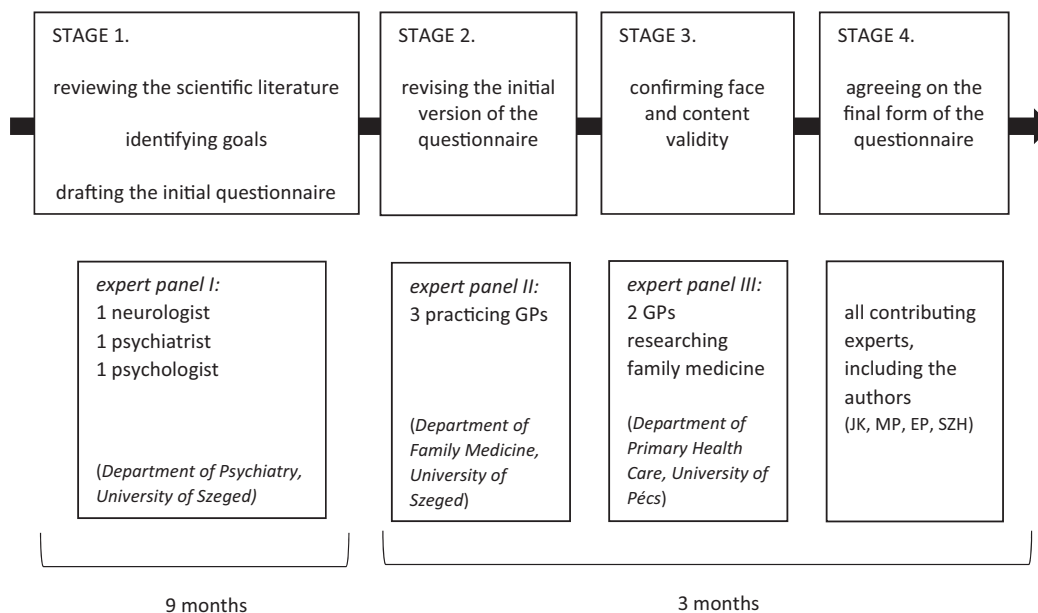 STAGE 1.
reviewing the scientific literature
identifying goals
drafting the initial questionnaire
STAGE 2.
revising the initial
version of the
questionnaire
STAGE 3.
confirming face
and content
validity
STAGE 4.
agreeing on the
final form of the
questionnaire
expert panel I:
1 neurologist
1 psychiatrist
1 psychologist
(Department of Psychiatry,
University of Szeged)
expert panel II:
3 practicing GPs
(Department of
Family Medicine,
University of
Szeged)
expert panel III:
2 GPs
researching
family medicine
(Department of
Primary Health
Care, University of
Pécs)
all contributing
experts,
including the
authors
(JK, MP, EP, SZH)
9 months
3 months